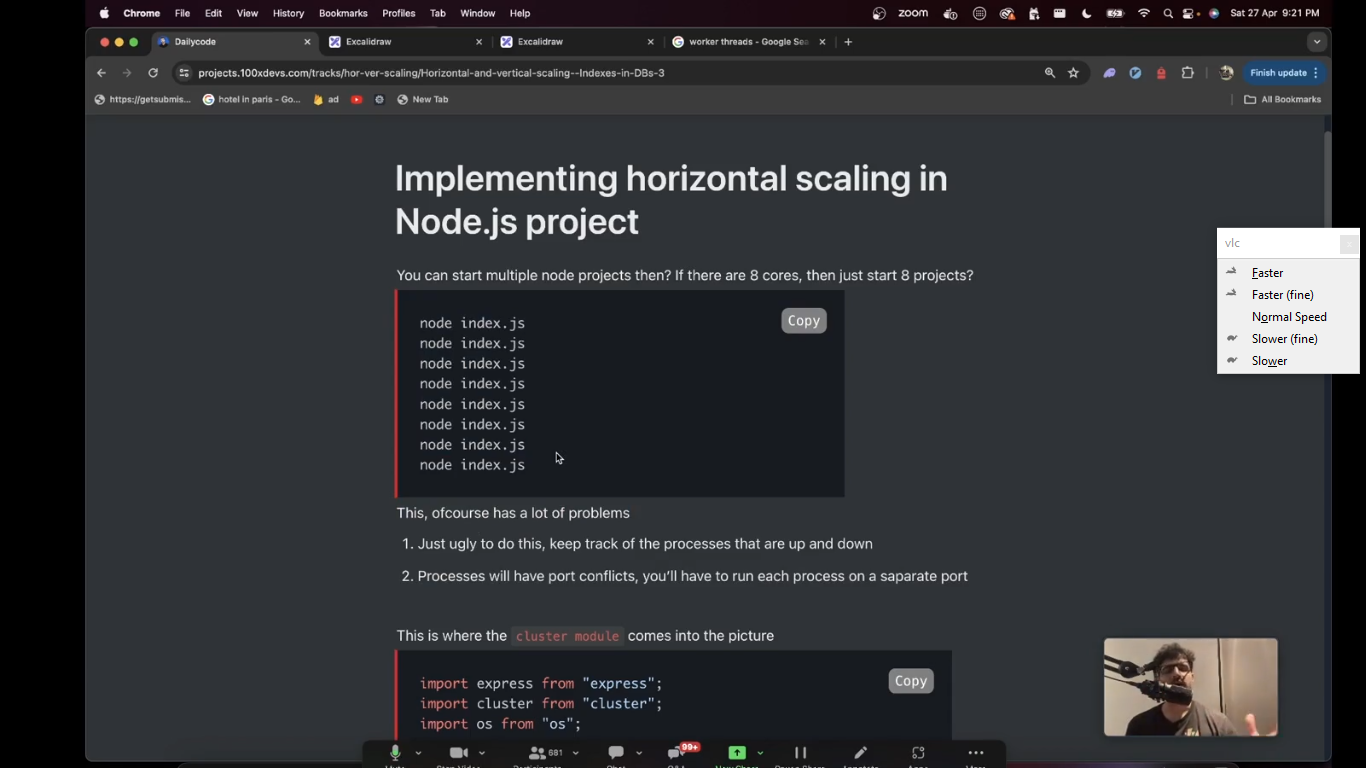 Chrome File Edit View History Bookmarks Profiles Tab Window Help zoom Sat 27 Apr 9:21 PM
Dailycode Excalidraw Excalidraw worker threads - Google Sea
projects.100xdevs.com/tracks/hor-ver-scaling/Horizontal-and-vertical-scaling--Indexes-in-DBs-3 Finish update
https://getsubmis... hotel in paris - Go... ad New Tab All Bookmarks
Implementing horizontal scaling in
Node.js project
You can start multiple node projects then? If there are 8 cores, then just start 8 projects?
Copy
node index.js
node index.js
node index.js
node index.js
node index.js
node index.js
node index.js
node index.js
This, ofcourse has a lot of problems
1. Just ugly to do this, keep track of the processes that are up and down
2. Processes will have port conflicts, you'll have to run each process on a saparate port
This is where the cluster module comes into the picture
Copy
import express from "express";
import cluster from "cluster";
import os from "os";
vlc
Faster
Faster (fine)
Normal Speed
Slower (fine)
Slower
681 99+